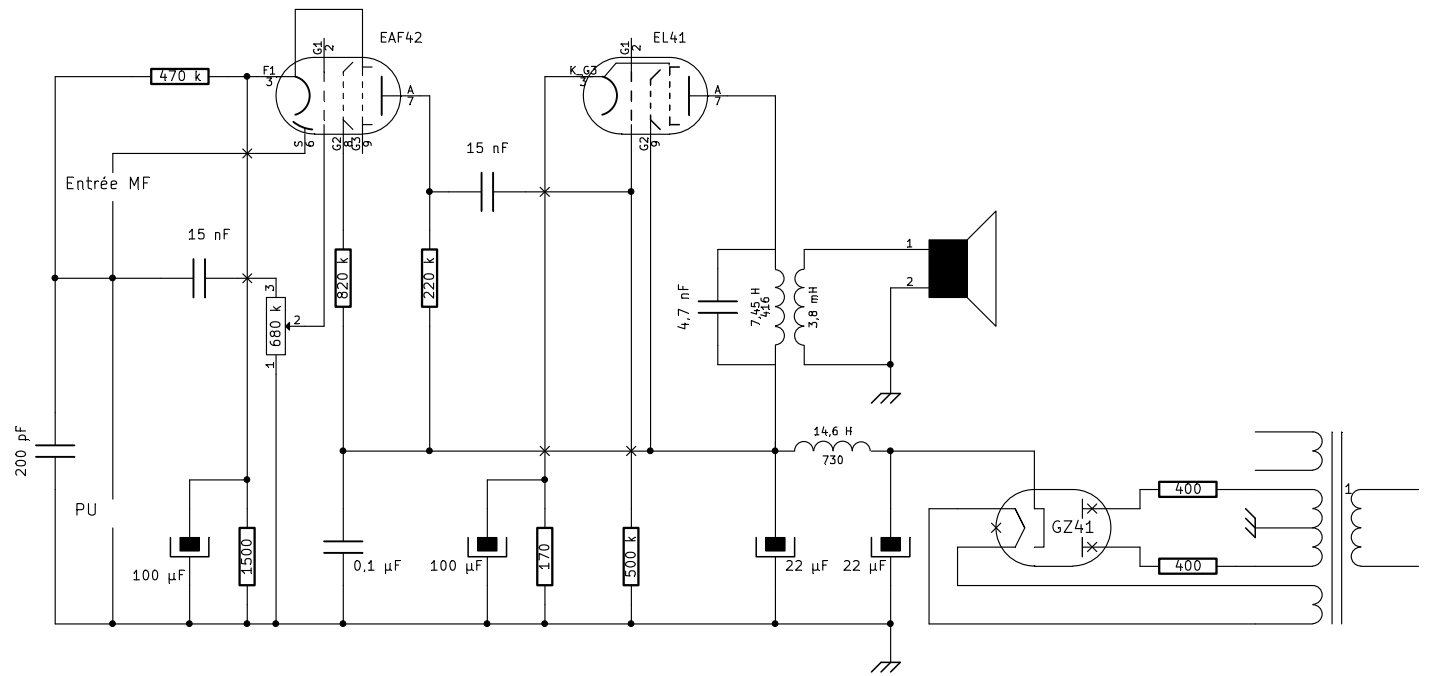 EAF42
EL41
470 k
F1
3
G1
2
A
7
S
6
G2
8
G3
9
K_G3
3
G1
2
A
7
G2
9
15 nF
Entrée MF
15 nF
820 k
220 k
3
680 k
2
1
4,7 nF
7,45 H
416
3,8 mH
1
2
14,6 H
730
200 pF
PU
100 µF
1500
0,1 µF
100 µF
170
500 k
22 µF
22 µF
GZ41
400
400
1